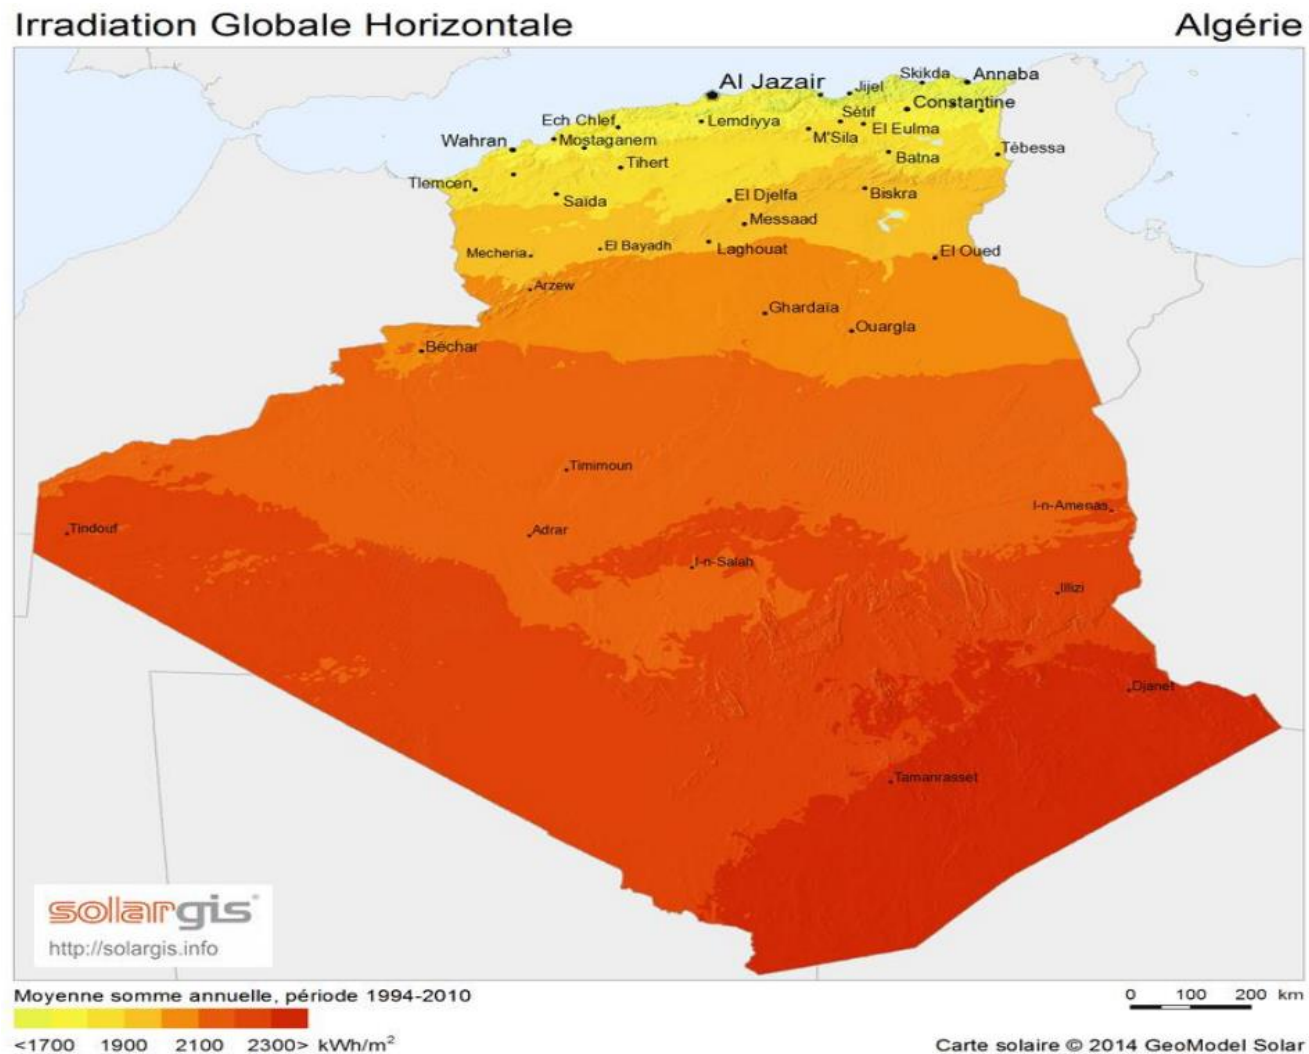 Irradiation Globale Horizontale
Algérie
Skikda
Annaba
Al Jazair
Jijel
Constantine
Sétif
Ech Chlef
Lemdiyya
El Eulma
M'Sila
Wahran
Mostaganem
Tébessa
Batna
Tihert
Tlemcen
El Djelfa
Biskra
Saïda
Messaad
El Bayadh
Laghouat
El Oued
Mecheria
Arzew
Ghardaïa
Ouargla
Béchar
Timimoun
I-n-Amenas
Tindouf
Adrar
I-n-Salah
Illizi
Djanet
Tamanrasset
solargis
http://solargis.info
Moyenne somme annuelle, période 1994-2010
0 100 200 km
<1700 1900 2100 2300> kWh/m²
Carte solaire © 2014 GeoModel Solar